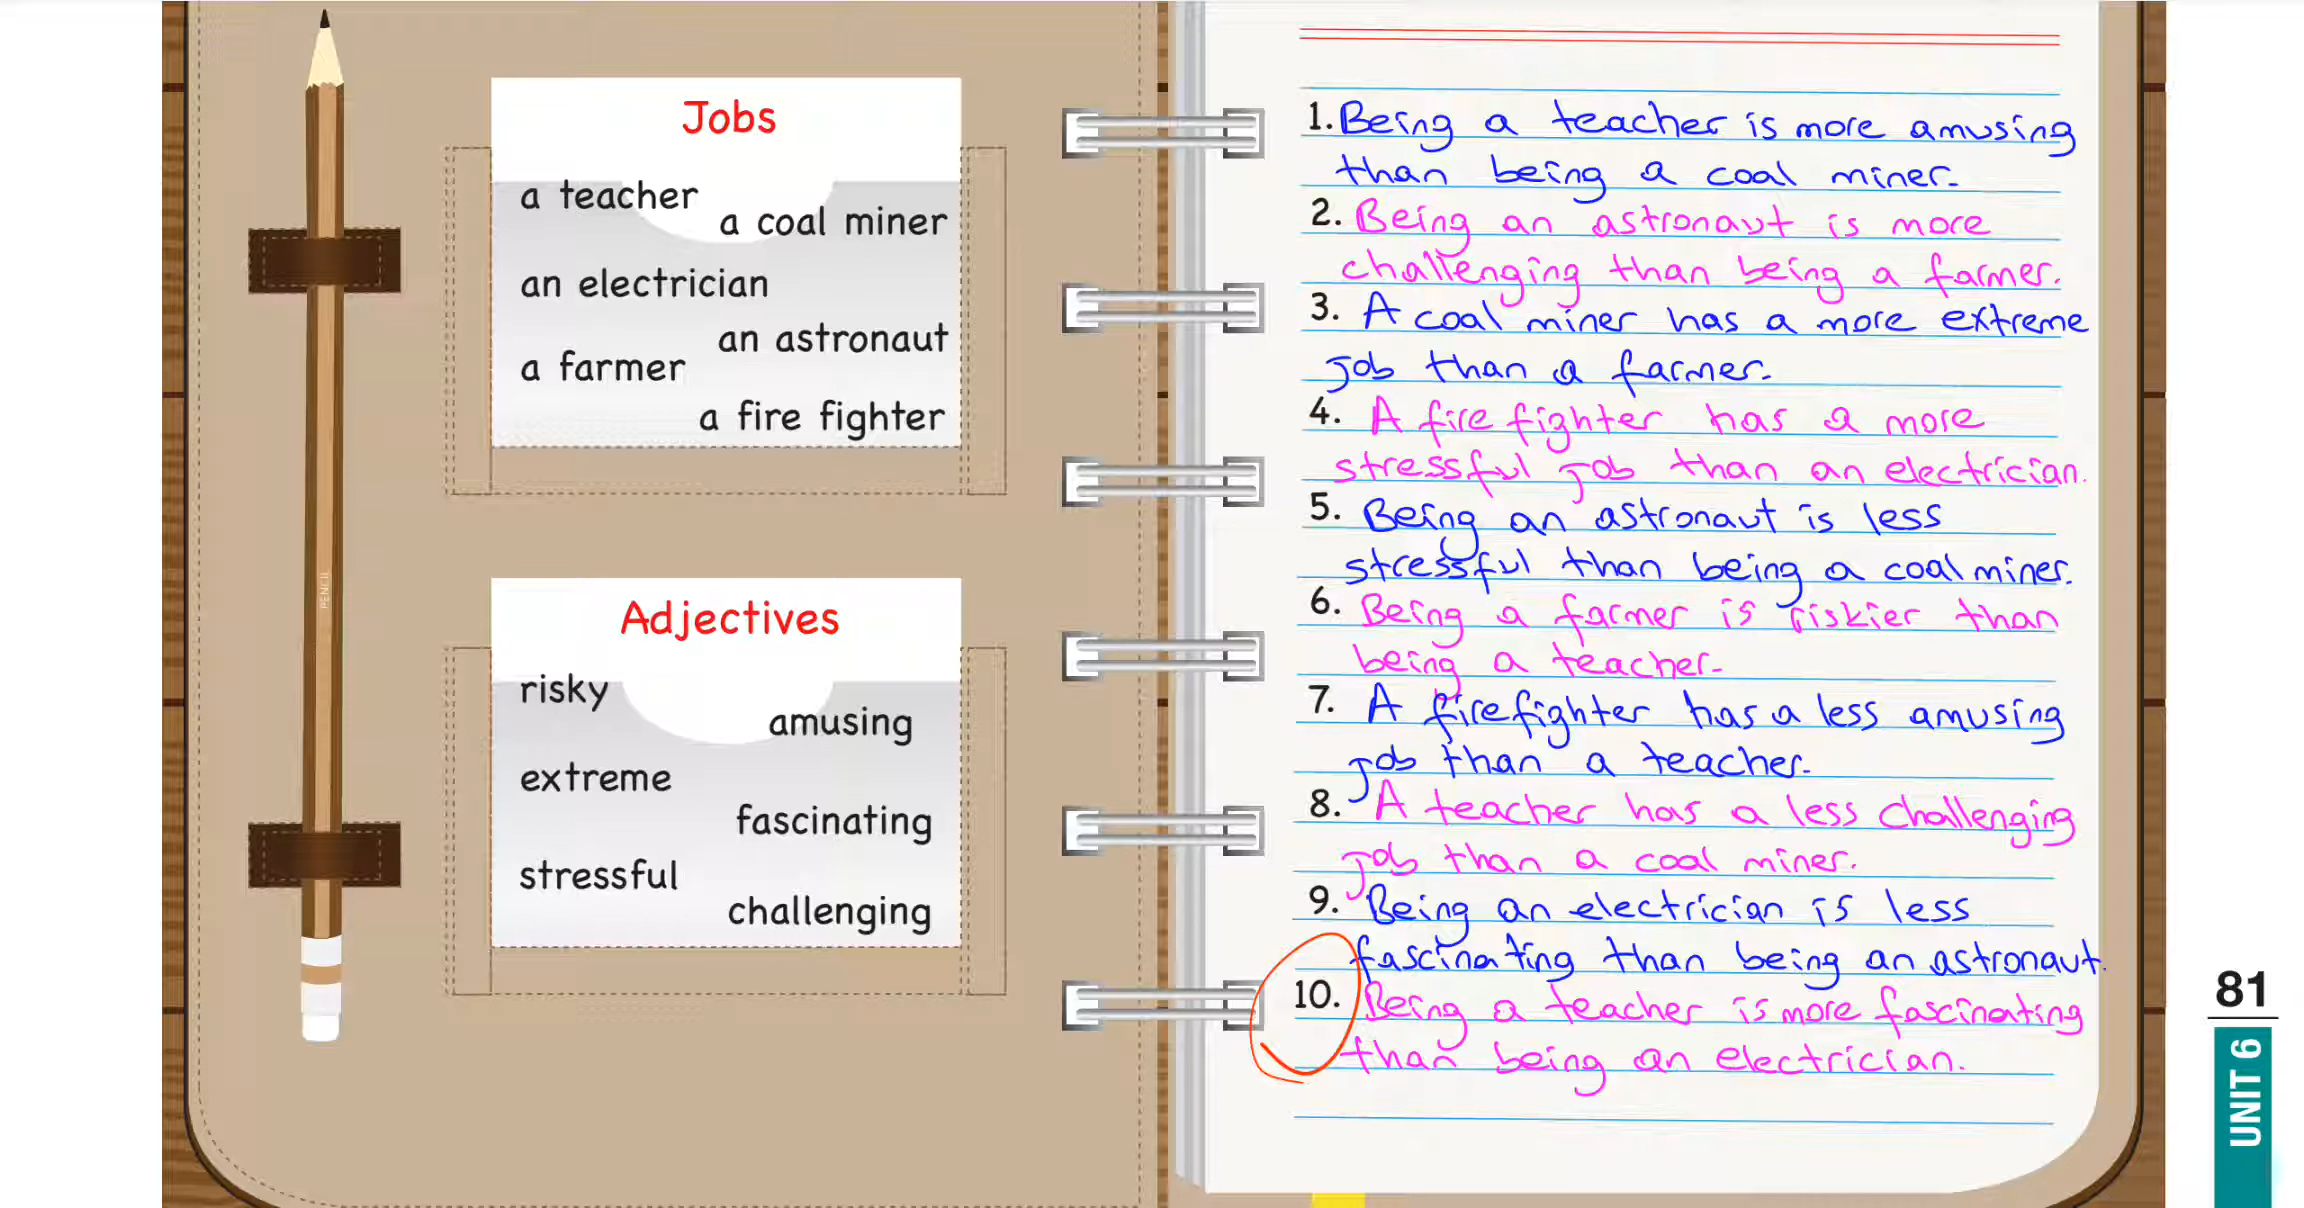 Jobs
a teacher
a coal miner
an electrician
an astronaut
a farmer
a fire fighter
Adjectives
risky
amusing
extreme
fascinating
stressful
challenging
PENCIL
1. Being a teacher is more amusing
than being a coal miner.
2. Being an astronaut is more
challenging than being a farmer.
3. A coal miner has a more extreme
job than a farmer.
4. A fire fighter has a more
stressful job than an electrician.
5. Being an astronaut is less
stressful than being a coal miner.
6. Being a farmer is riskier than
being a teacher.
7. A firefighter has a less amusing
job than a teacher.
8. A teacher has a less challenging
job than a coal miner.
9. Being an electrician is less
fascinating than being an astronaut.
10. Being a teacher is more fascinating
than being an electrician.
81
UNIT 6